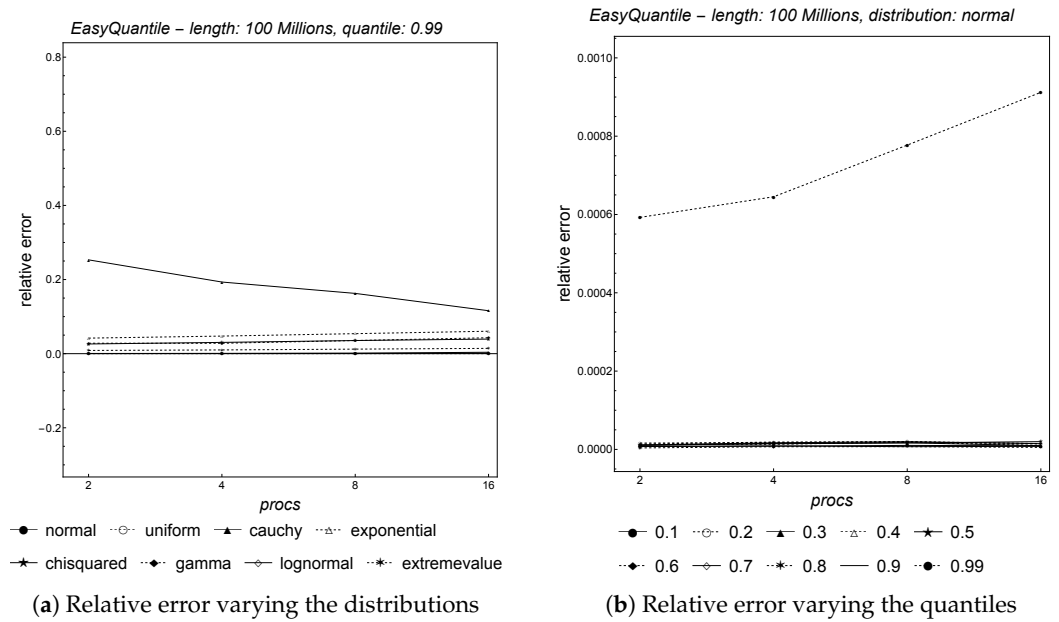 EasyQuantile – length: 100 Millions, quantile: 0.99
0.8
0.6
0.4
0.2
0.0
−0.2
relative error
2 4 8 16
procs
normal uniform cauchy exponential
chisquared gamma lognormal extremevalue
(a) Relative error varying the distributions
EasyQuantile – length: 100 Millions, distribution: normal
0.0010
0.0008
0.0006
0.0004
0.0002
0.0000
relative error
2 4 8 16
procs
0.1 0.2 0.3 0.4 0.5
0.6 0.7 0.8 0.9 0.99
(b) Relative error varying the quantiles